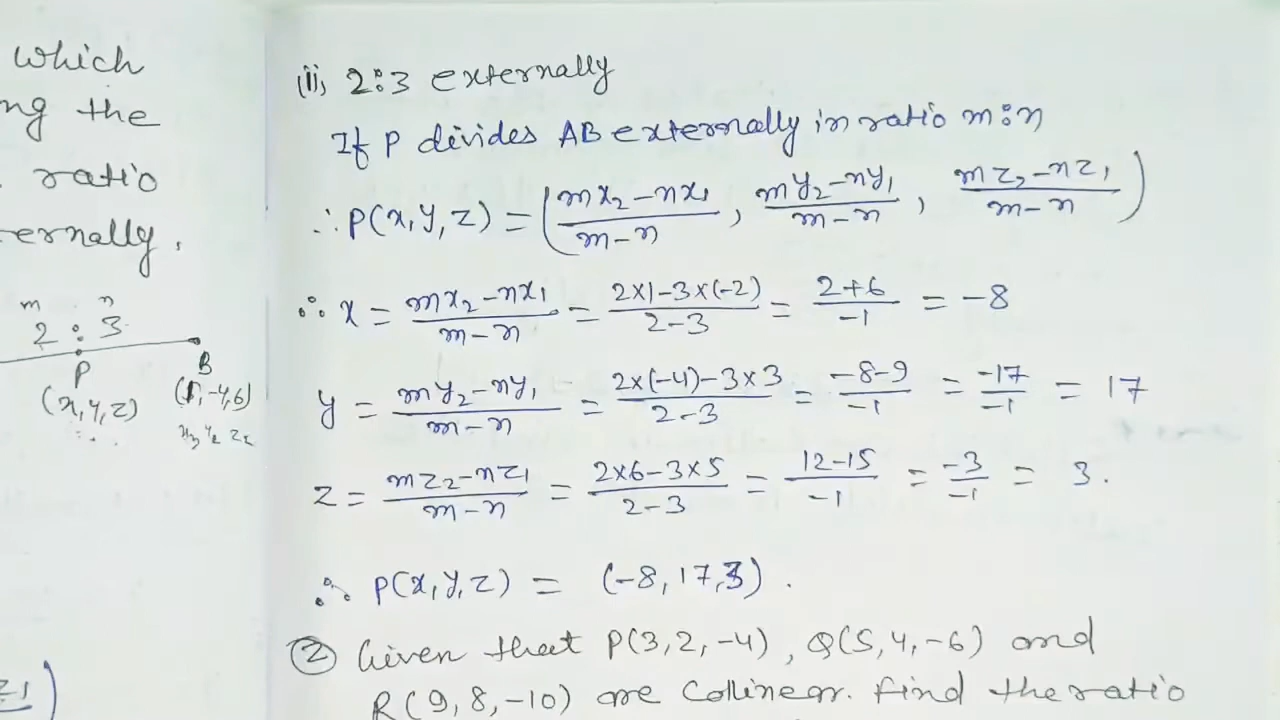 which
ng the
ratio
ernally.
m n
2 : 3
P B
(x, y, z) (1, -4, 6)
z1)
(ii) 2:3 externally
If P divides AB externally in ratio m:n
∴ P(x, y, z) = (mx2-nx1/m-n, my2-ny1/m-n, mz2-nz1/m-n)
∴ x = mx2-nx1/m-n = 2×1-3×(-2)/2-3 = 2+6/-1 = -8
y = my2-ny1/m-n = 2×(-4)-3×3/2-3 = -8-9/-1 = -17/-1 = 17
z = mz2-nz1/m-n = 2×6-3×5/2-3 = 12-15/-1 = -3/-1 = 3.
∴ P(x, y, z) = (-8, 17, 3).
② Given that P(3, 2, -4), Q(5, 4, -6) and
R(9, 8, -10) are Collinear. Find the ratio